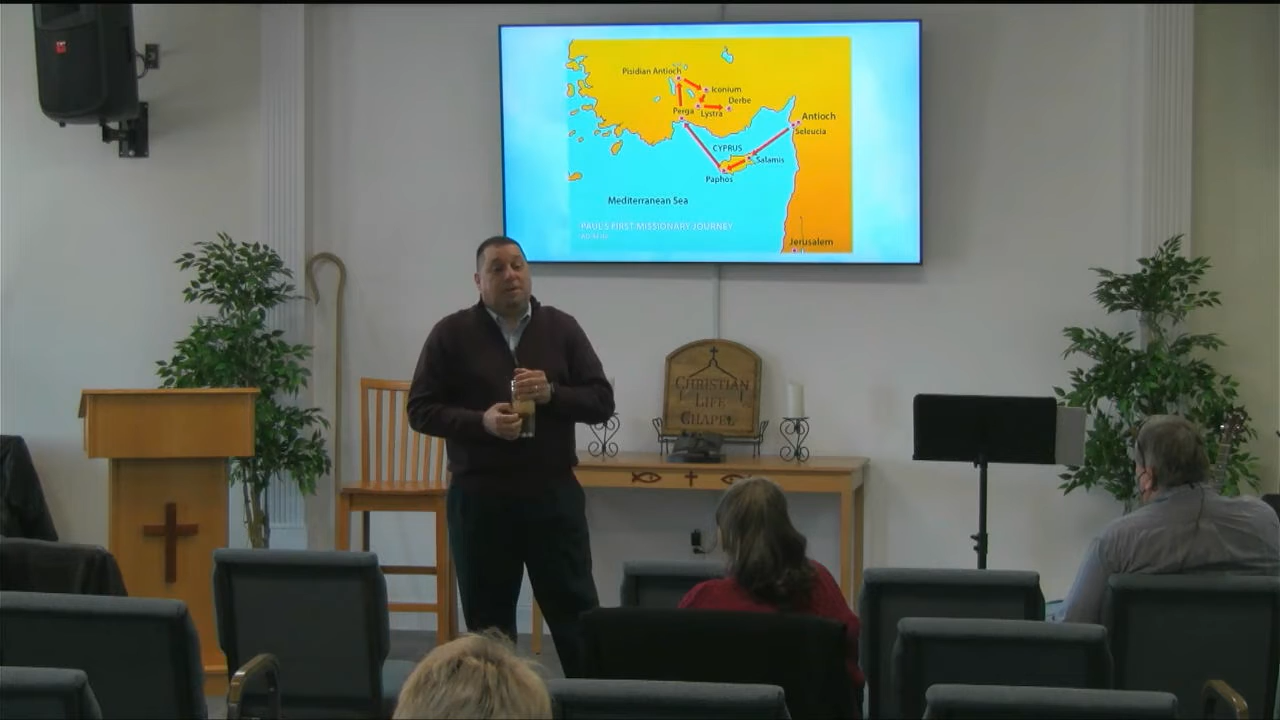 Pisidian Antioch
Iconium
Derbe
Perga
Lystra
Antioch
Seleucia
CYPRUS
Salamis
Paphos
Mediterranean Sea
PAUL'S FIRST MISSIONARY JOURNEY
Jerusalem
CHRISTIAN
LIFE
CHAPEL